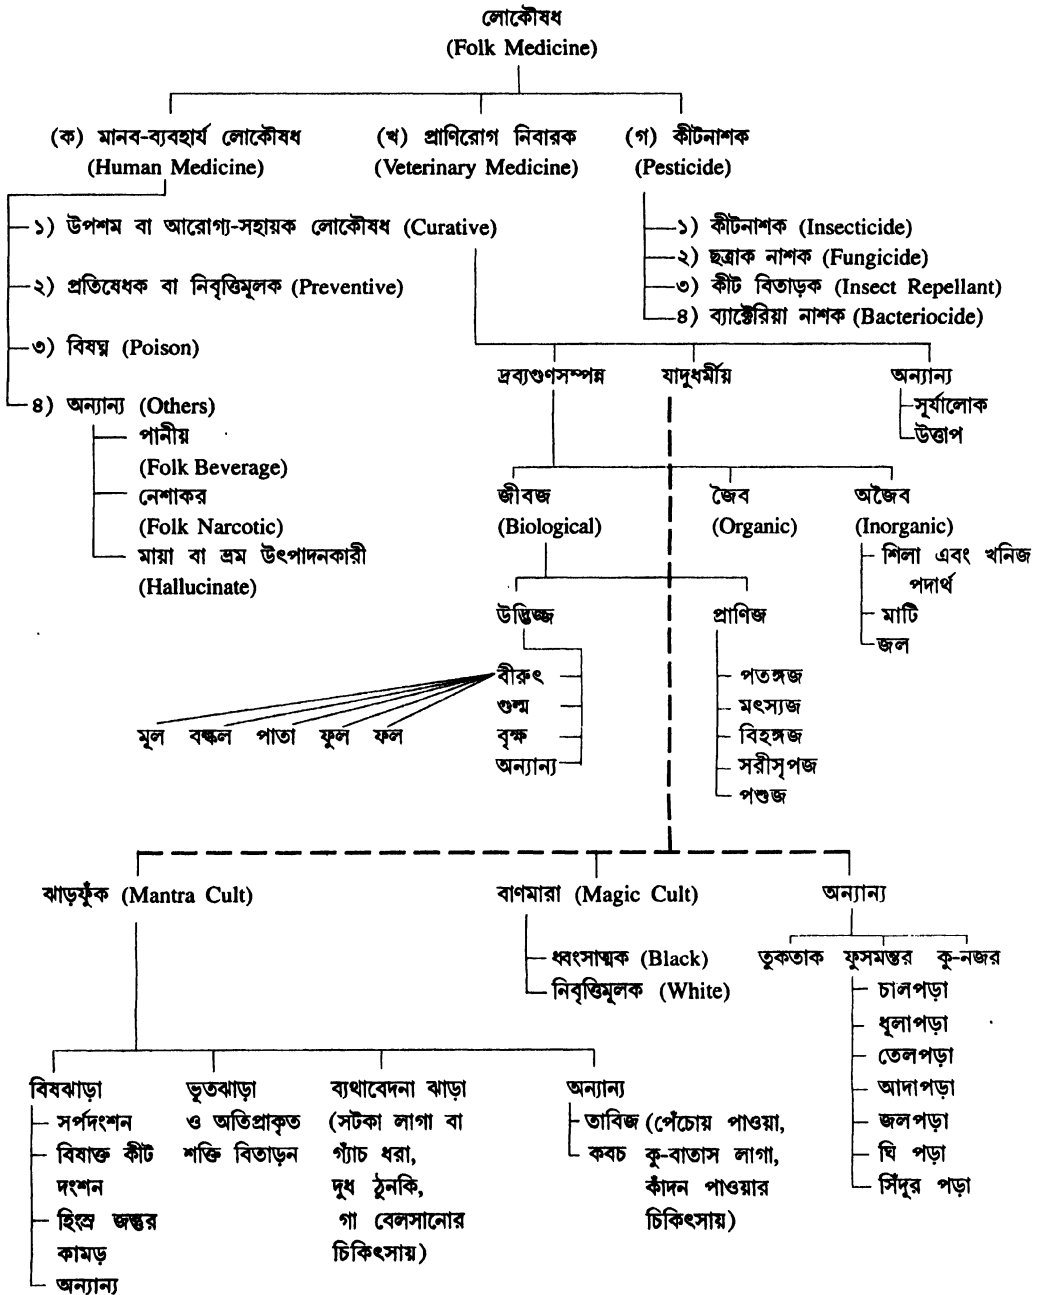 লোকৌষধ
(Folk Medicine)
(ক) মানব-ব্যবহার্য লোকৌষধ
(Human Medicine)
(খ) প্রাণিরোগ নিবারক
(Veterinary Medicine)
(গ) কীটনাশক
(Pesticide)
১) উপশম বা আরোগ্য-সহায়ক লোকৌষধ (Curative)
২) প্রতিষেধক বা নিবৃত্তিমূলক (Preventive)
৩) বিষঘ্ন (Poison)
৪) অন্যান্য (Others)
পানীয়
(Folk Beverage)
নেশাকর
(Folk Narcotic)
মায়া বা ভ্রম উৎপাদনকারী
(Hallucinate)
১) কীটনাশক (Insecticide)
২) ছত্রাক নাশক (Fungicide)
৩) কীট বিতাড়ক (Insect Repellant)
৪) ব্যাক্টেরিয়া নাশক (Bacteriocide)
দ্রব্যগুণসম্পন্ন
যাদুধর্মীয়
অন্যান্য
সূর্যালোক
উত্তাপ
জীবজ
(Biological)
জৈব
(Organic)
অজৈব
(Inorganic)
শিলা এবং খনিজ
পদার্থ
মাটি
জল
উদ্ভিজ্জ
প্রাণিজ
বীরুৎ
গুল্ম
বৃক্ষ
অন্যান্য
মূল বল্কল পাতা ফুল ফল
পতঙ্গজ
মৎস্যজ
বিহঙ্গজ
সরীসৃপজ
পশুজ
ঝাড়ফুঁক (Mantra Cult)
বাণমারা (Magic Cult)
অন্যান্য
ধ্বংসাত্মক (Black)
নিবৃত্তিমূলক (White)
তুকতাক ফুসমন্তর কু-নজর
চালপড়া
ধূলাপড়া
তেলপড়া
আদাপড়া
জলপড়া
ঘি পড়া
সিঁদুর পড়া
বিষঝাড়া
সর্পদংশন
বিষাক্ত কীট
দংশন
হিংস্র জন্তুর
কামড়
অন্যান্য
ভূতঝাড়া
ও অতিপ্রাকৃত
শক্তি বিতাড়ন
ব্যথাবেদনা ঝাড়া
(সটকা লাগা বা
গ্যাঁচ ধরা,
দুধ ঠুনকি,
গা বেলসানোর
চিকিৎসায়)
অন্যান্য
তাবিজ (পেঁচোয় পাওয়া,
কবচ কু-বাতাস লাগা,
কাঁদন পাওয়ার
চিকিৎসায়)